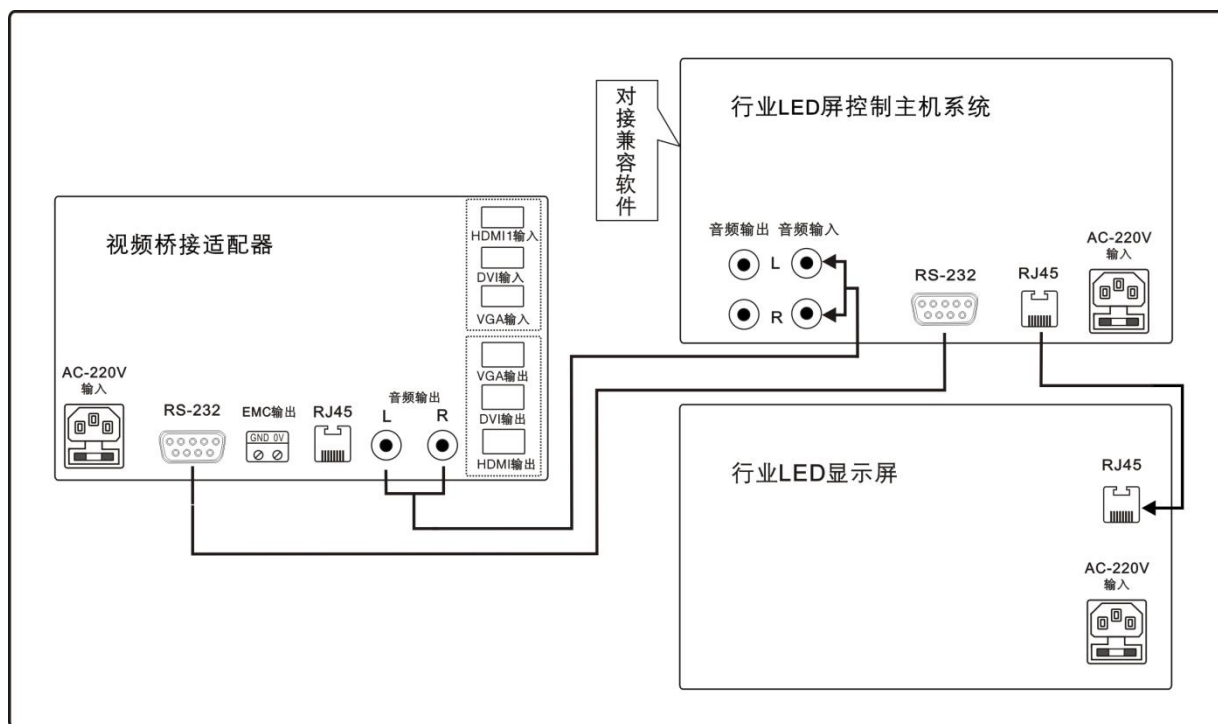 对接兼容软件
行业LED屏控制主机系统
音频输出 音频输入
L
R
RS-232
RJ45
AC-220V
输入
视频桥接适配器
HDMI1输入
DVI输入
VGA输入
VGA输出
DVI输出
HDMI输出
AC-220V
输入
RS-232
EMC输出
GND 0V
RJ45
音频输出
L R
行业LED显示屏
RJ45
AC-220V
输入